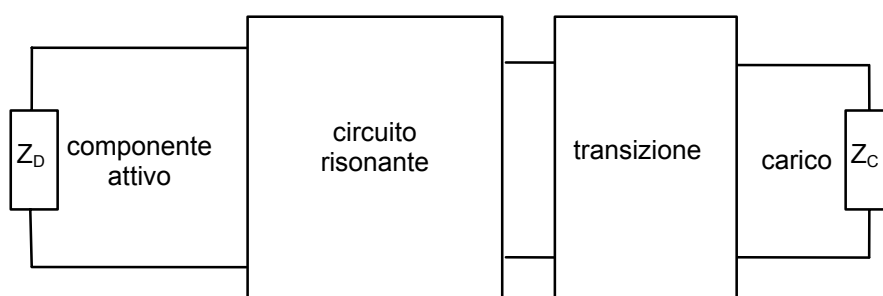 Z_D
componente
attivo
circuito
risonante
transizione
carico
Z_C